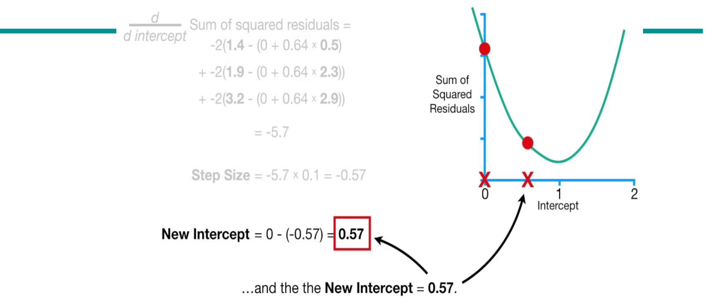 d
d intercept
Sum of squared residuals =
-2(1.4 - (0 + 0.64 × 0.5)
+ -2(1.9 - (0 + 0.64 × 2.3))
+ -2(3.2 - (0 + 0.64 × 2.9))
= -5.7
Step Size = -5.7 × 0.1 = -0.57
New Intercept = 0 - (-0.57) = 0.57
…and the the New Intercept = 0.57.
Sum of
Squared
Residuals
0 1 2
Intercept